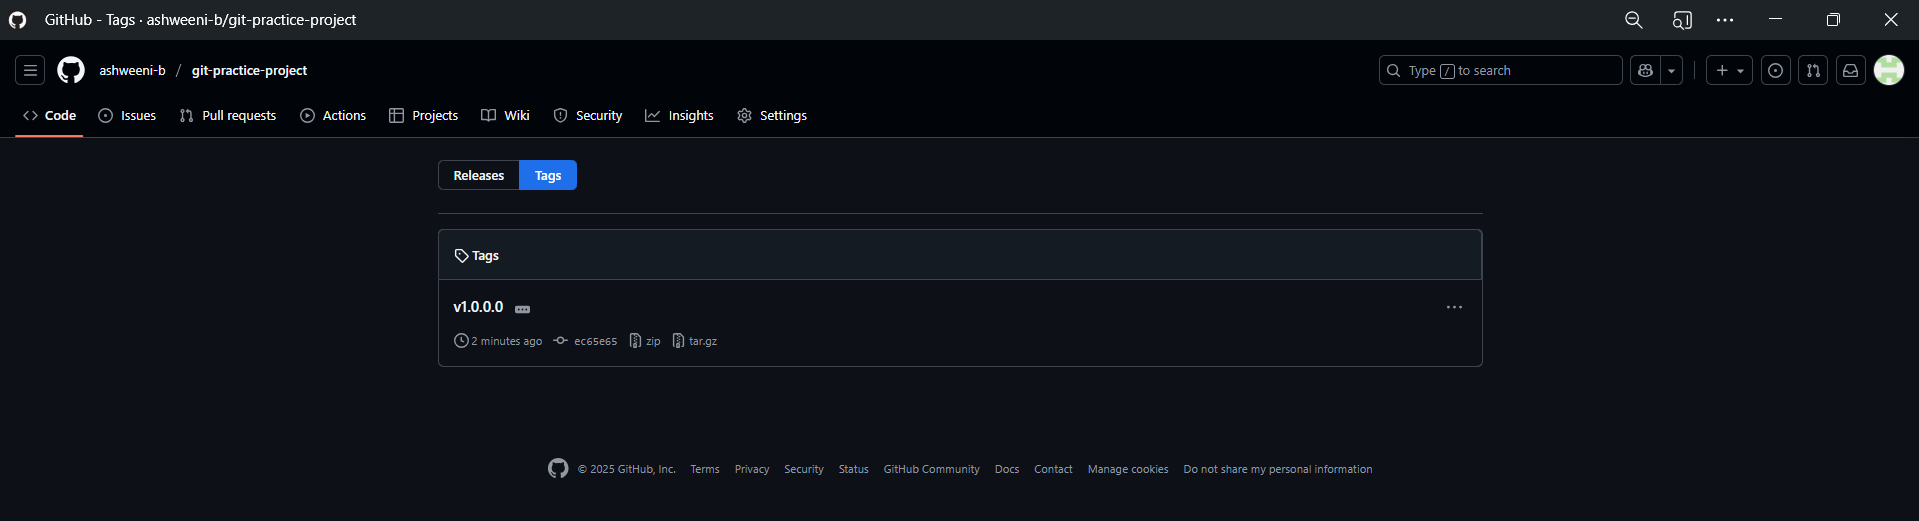 GitHub - Tags · ashweeni-b/git-practice-project
ashweeni-b / git-practice-project
Type / to search
Code Issues Pull requests Actions Projects Wiki Security Insights Settings
Releases Tags
Tags
v1.0.0.0
2 minutes ago ec65e65 zip tar.gz
© 2025 GitHub, Inc. Terms Privacy Security Status GitHub Community Docs Contact Manage cookies Do not share my personal information